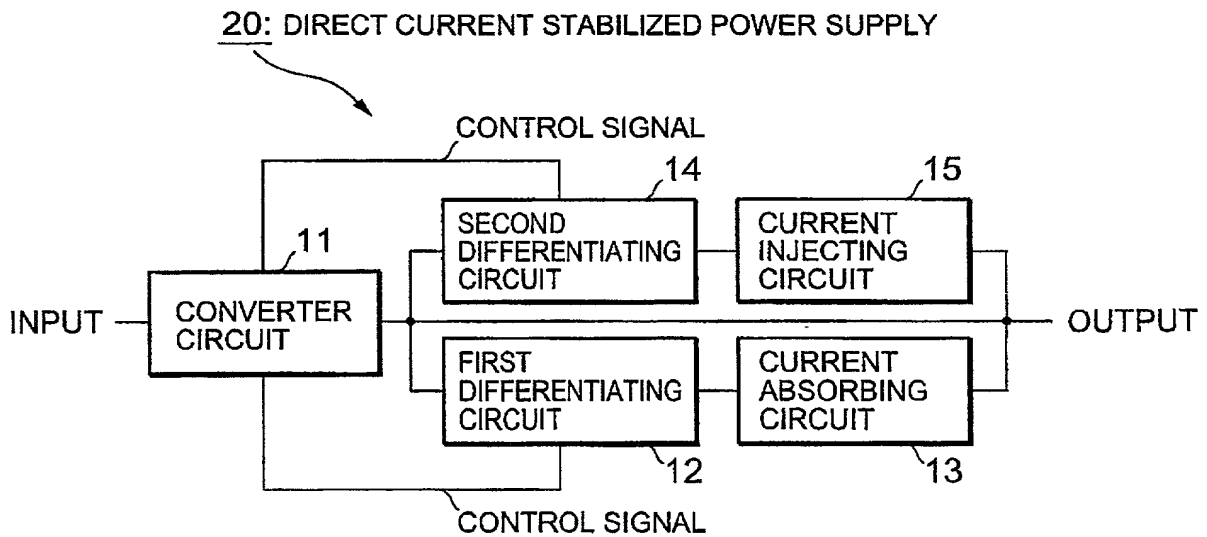 20: DIRECT CURRENT STABILIZED POWER SUPPLY
CONTROL SIGNAL
14
15
SECOND
DIFFERENTIATING
CIRCUIT
CURRENT
INJECTING
CIRCUIT
11
INPUT
CONVERTER
CIRCUIT
OUTPUT
FIRST
DIFFERENTIATING
CIRCUIT
CURRENT
ABSORBING
CIRCUIT
12
13
CONTROL SIGNAL